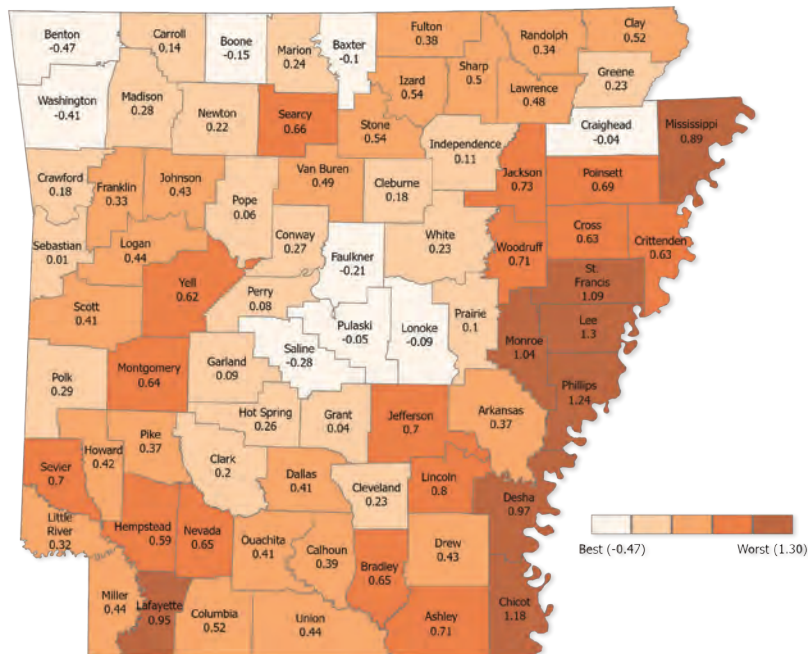 Benton
-0.47
Carroll
0.14
Boone
-0.15
Marion
0.24
Baxter
-0.1
Fulton
0.38
Randolph
0.34
Clay
0.52
Washington
-0.41
Madison
0.28
Newton
0.22
Searcy
0.66
Stone
0.54
Izard
0.54
Sharp
0.5
Lawrence
0.48
Greene
0.23
Craighead
-0.04
Mississippi
0.89
Crawford
0.18
Franklin
0.33
Johnson
0.43
Pope
0.06
Van Buren
0.49
Cleburne
0.18
Independence
0.11
Jackson
0.73
Poinsett
0.69
Sebastian
0.01
Logan
0.44
Yell
0.62
Conway
0.27
Faulkner
-0.21
White
0.23
Woodruff
0.71
Cross
0.63
Crittenden
0.63
St.
Francis
1.09
Scott
0.41
Perry
0.08
Saline
-0.28
Pulaski
-0.05
Lonoke
-0.09
Prairie
0.1
Monroe
1.04
Lee
1.3
Phillips
1.24
Polk
0.29
Montgomery
0.64
Garland
0.09
Hot Spring
0.26
Grant
0.04
Jefferson
0.7
Arkansas
0.37
Sevier
0.7
Howard
0.42
Pike
0.37
Clark
0.2
Dallas
0.41
Cleveland
0.23
Lincoln
0.8
Desha
0.97
Little
River
0.32
Hempstead
0.59
Nevada
0.65
Ouachita
0.41
Calhoun
0.39
Bradley
0.65
Drew
0.43
Chicot
1.18
Miller
0.44
Lafayette
0.95
Columbia
0.52
Union
0.44
Ashley
0.71
Best (-0.47) Worst (1.30)